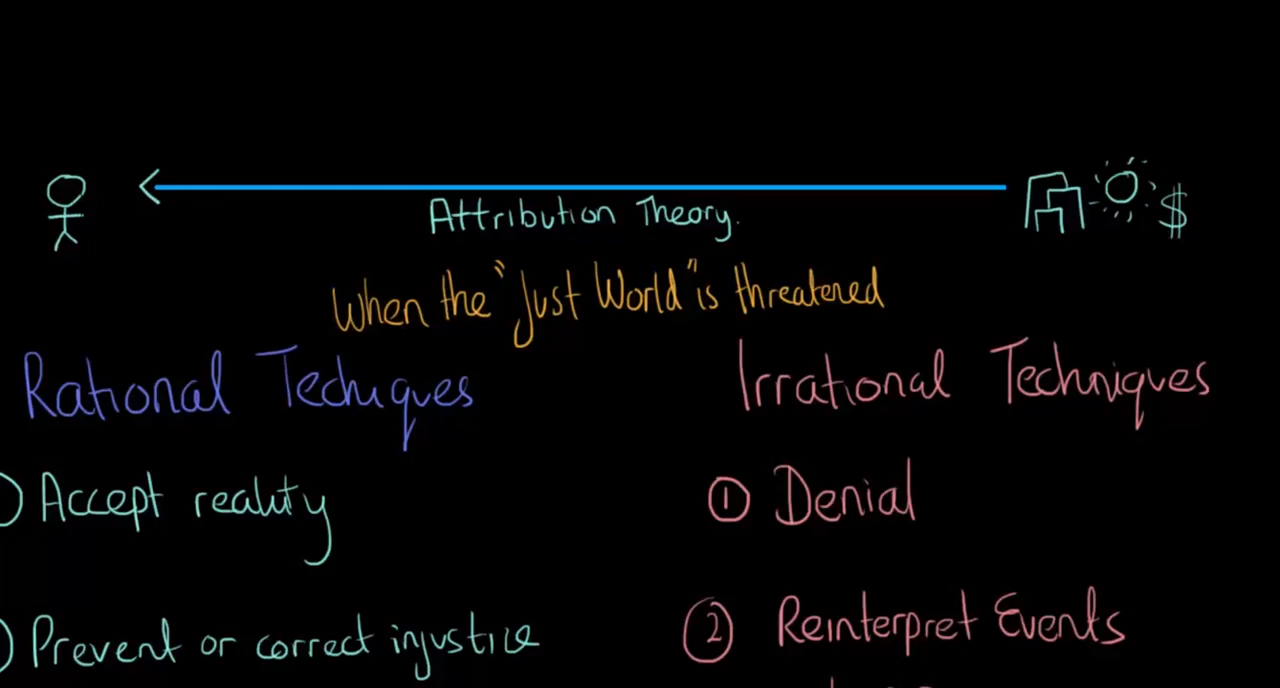 $
Attribution Theory.
When the "Just World" is threatened
Rational Techiques
Irrational Techniques
Accept reality
① Denial
Prevent or correct injustice
② Reinterpret Events